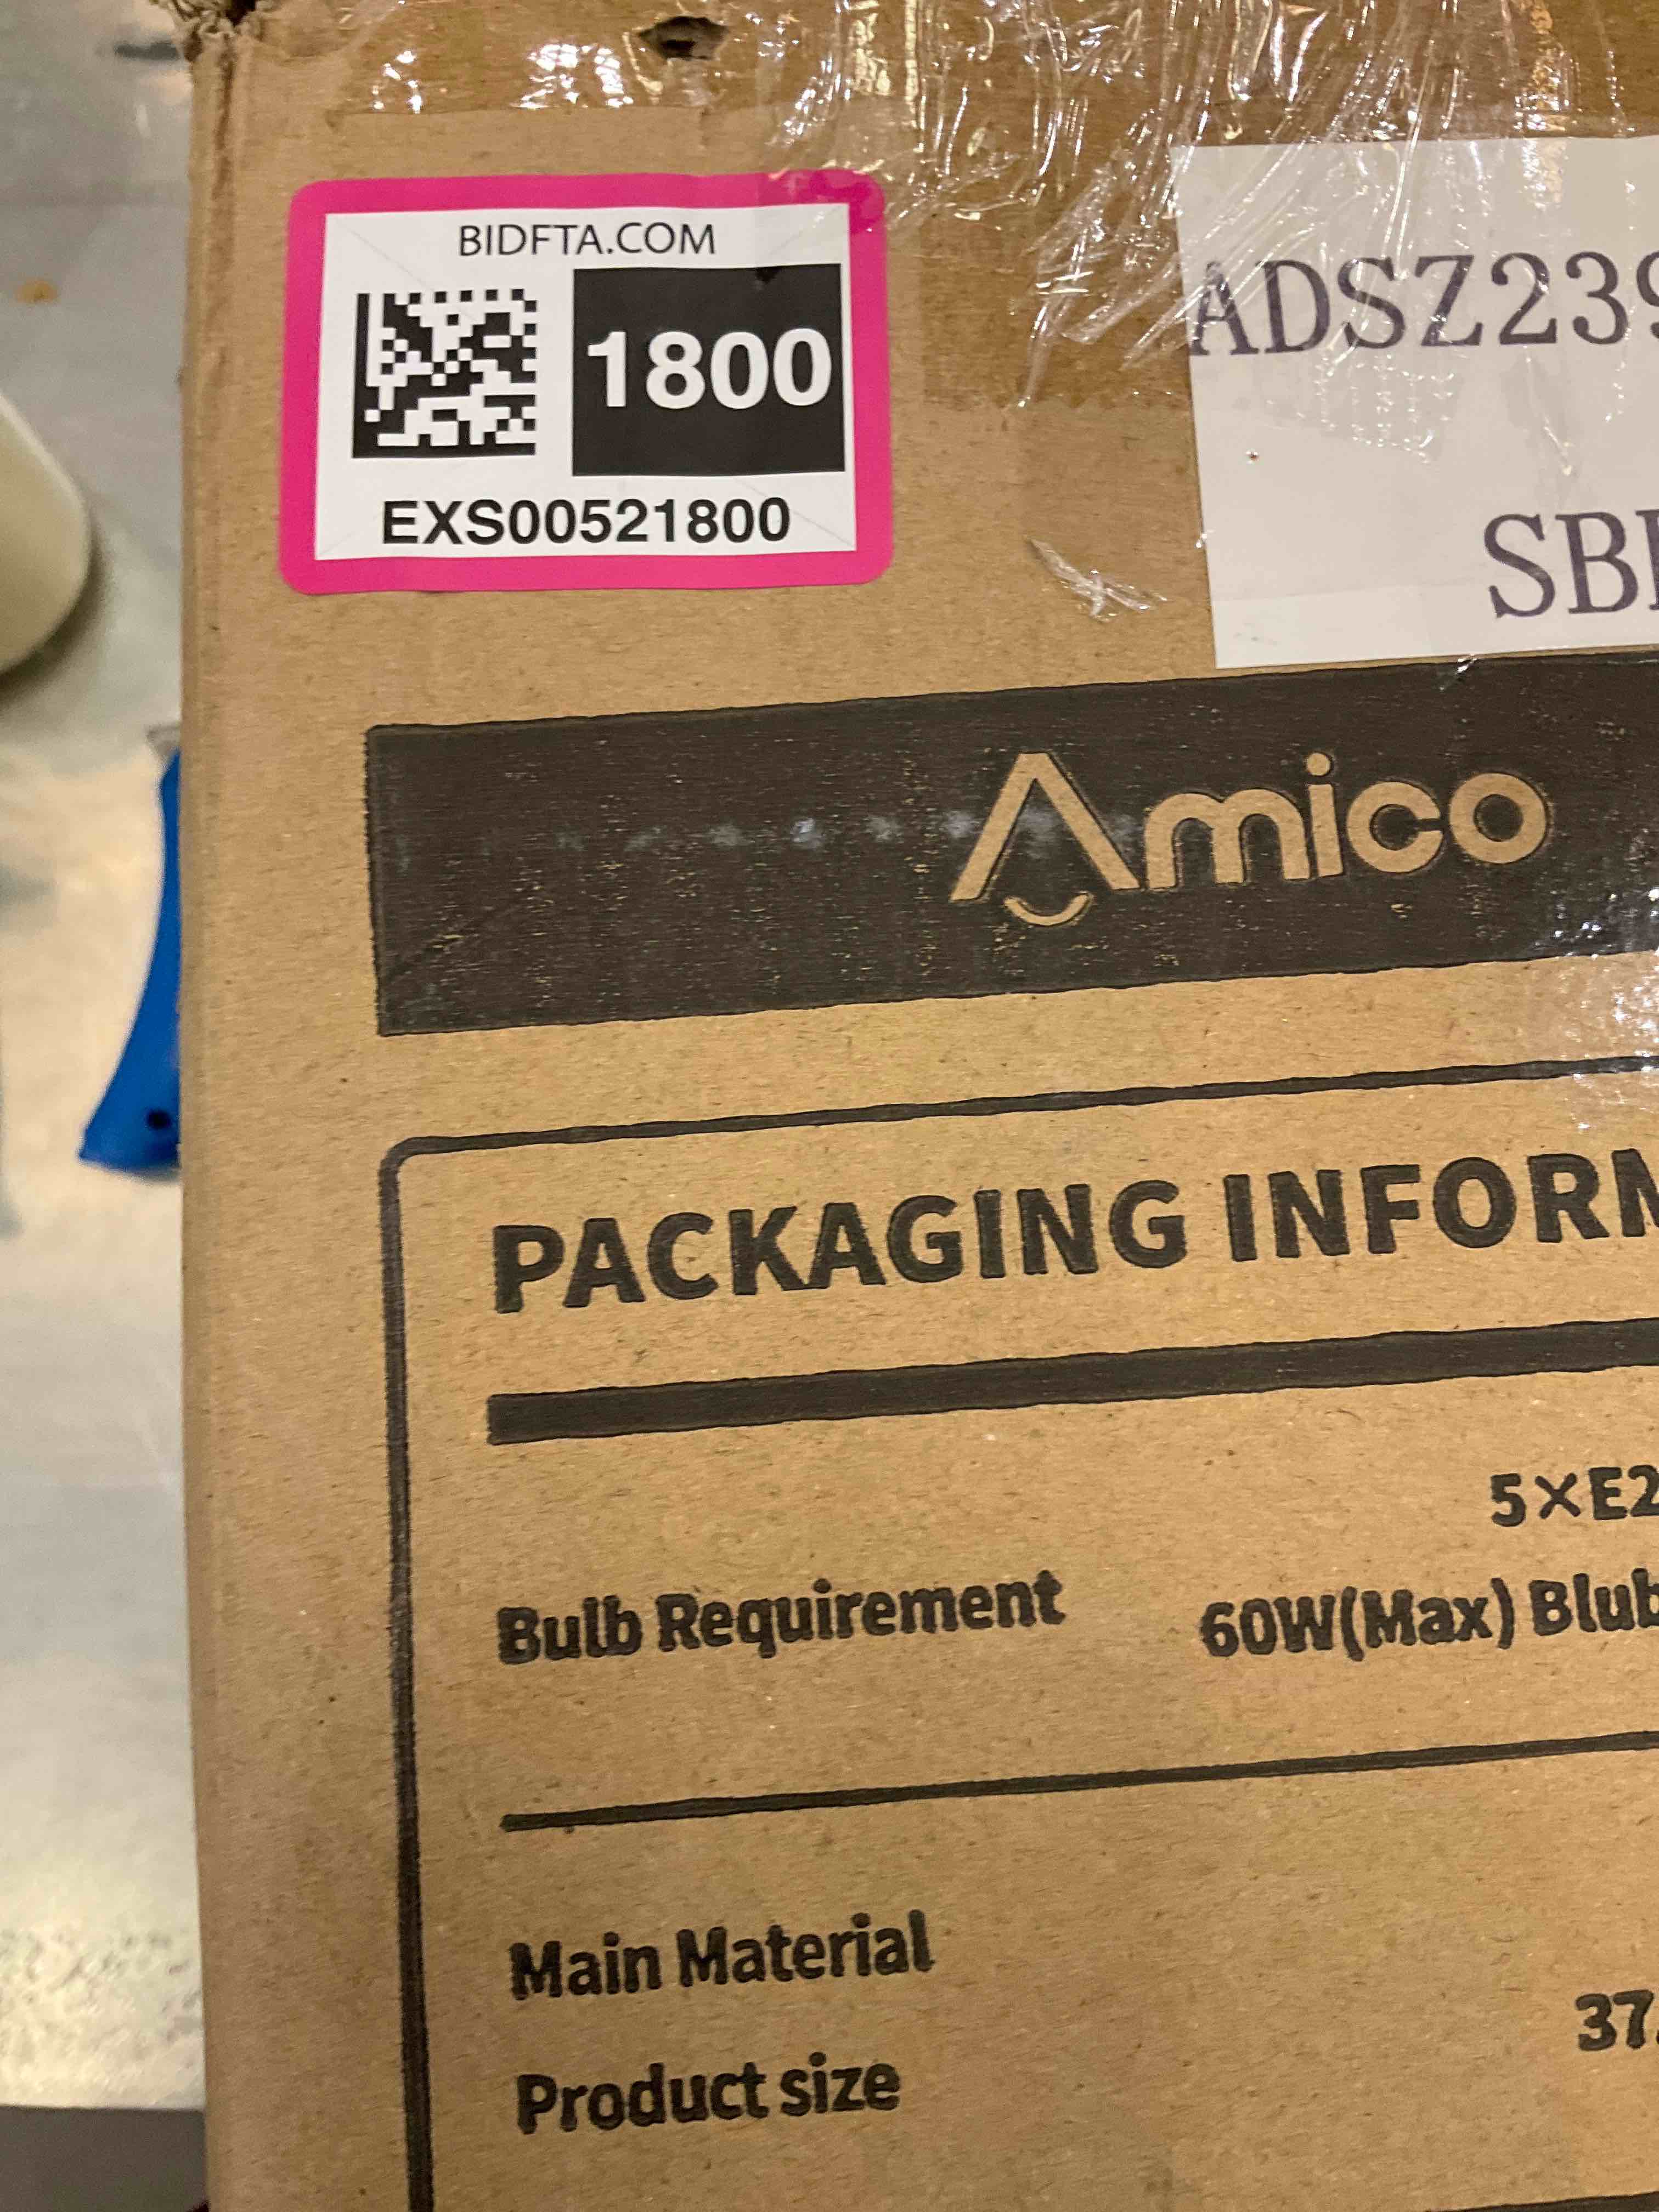 BIDFTA.COM
1800
EXS00521800
ADSZ239
SB
Amico
PACKAGING INFORM
5×E2
Bulb Requirement
60W(Max) Blub
Main Material
37.
Product size